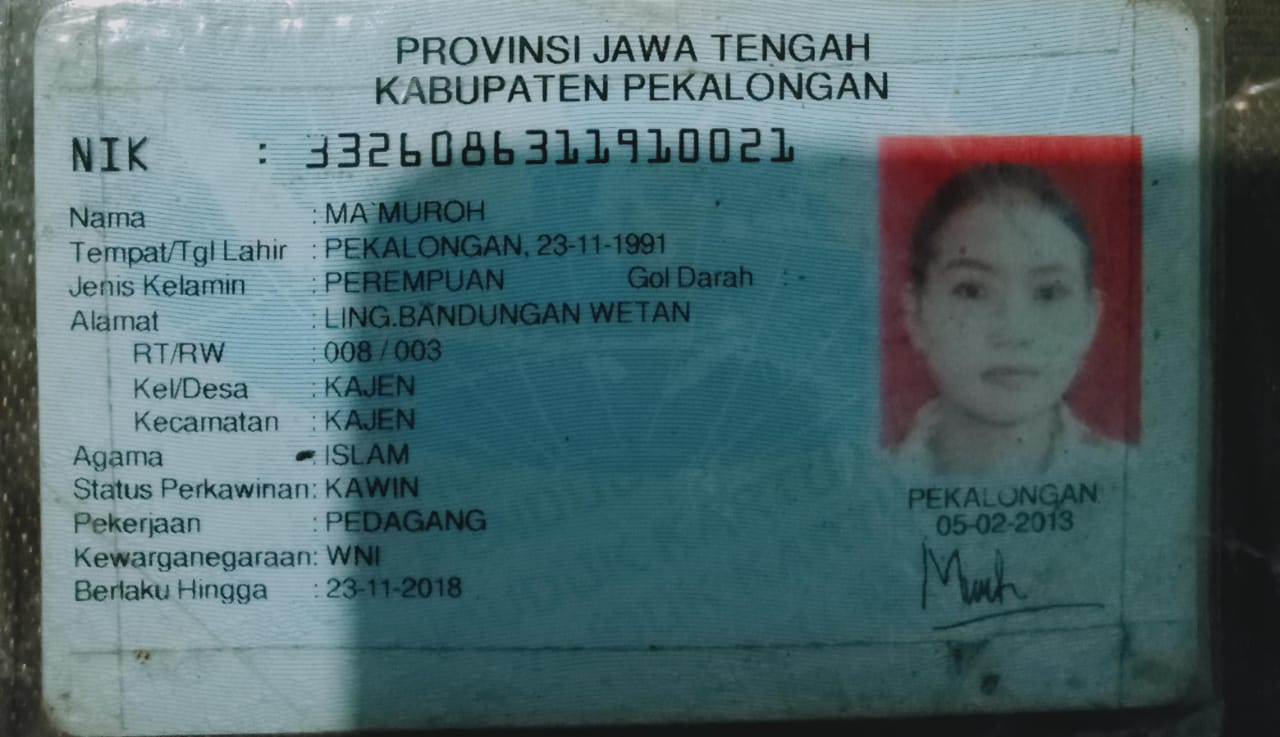 PROVINSI JAWA TENGAH
KABUPATEN PEKALONGAN
NIK : 3326086311910021
Nama : MA`MUROH
Tempat/Tgl Lahir : PEKALONGAN, 23-11-1991
Jenis Kelamin : PEREMPUAN Gol Darah : -
Alamat : LING.BANDUNGAN WETAN
RT/RW : 008 / 003
Kel/Desa : KAJEN
Kecamatan : KAJEN
Agama : ISLAM
Status Perkawinan: KAWIN
Pekerjaan : PEDAGANG
Kewarganegaraan: WNI
Berlaku Hingga : 23-11-2018
PEKALONGAN
05-02-2013